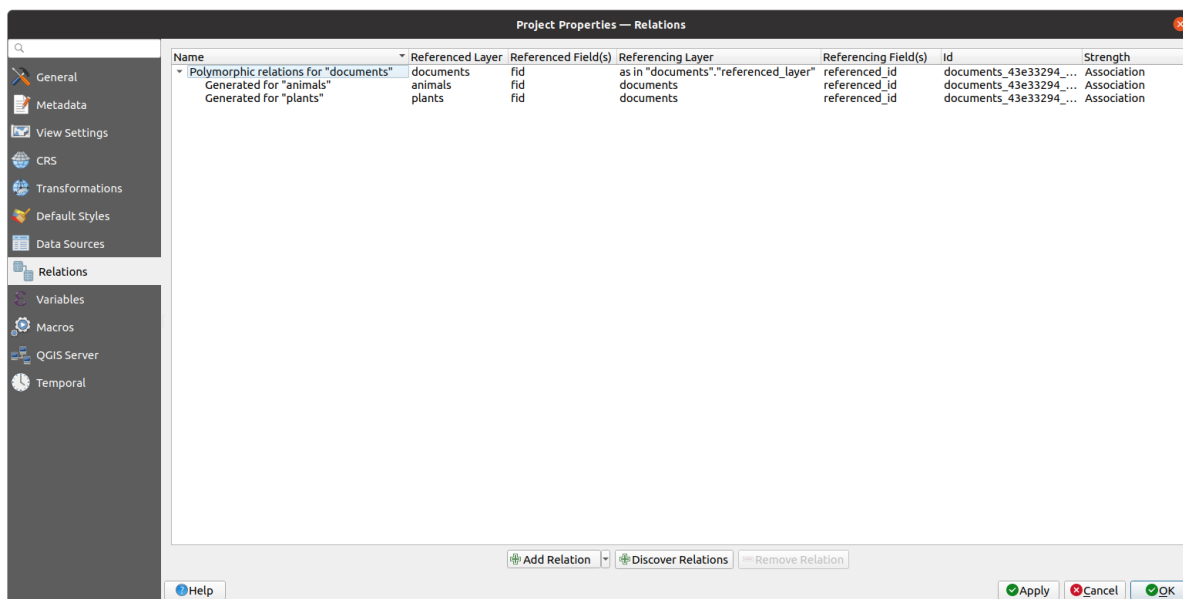 Project Properties — Relations
Name Referenced Layer Referenced Field(s) Referencing Layer Referencing Field(s) Id Strength
Polymorphic relations for "documents" documents fid as in "documents"."referenced_layer" referenced_id documents_43e33294_... Association
Generated for "animals" animals fid documents referenced_id documents_43e33294_... Association
Generated for "plants" plants fid documents referenced_id documents_43e33294_... Association
General
Metadata
View Settings
CRS
Transformations
Default Styles
Data Sources
Relations
Variables
Macros
QGIS Server
Temporal
Add Relation Discover Relations Remove Relation
Help Apply Cancel OK